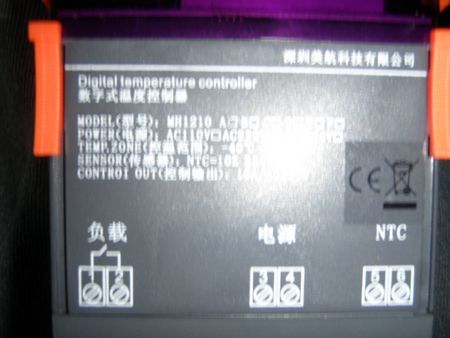 深圳美航科技有限公司
Digital temperature controller
数字式温度控制器
MODEL(型号): MH1210 A
POWER(电源): AC110V
TEMP.ZONE(控温范围): -40℃
SENSOR(传感器): NTC=10K
CONTROl OUT(控制输出):
CE
负载 电源 NTC
1 2 3 4 5 6